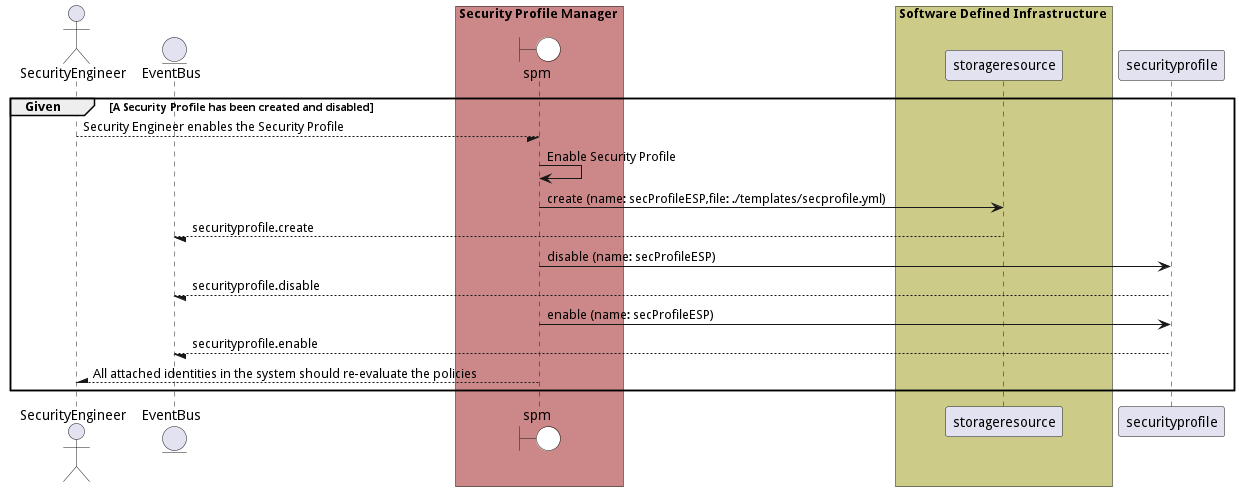 Security Profile Manager
Software Defined Infrastructure
SecurityEngineer
EventBus
spm
storageresource
securityprofile
Given
[A Security Profile has been created and disabled]
Security Engineer enables the Security Profile
Enable Security Profile
create (name: secProfileESP,file: ./templates/secprofile.yml)
securityprofile.create
disable (name: secProfileESP)
securityprofile.disable
enable (name: secProfileESP)
securityprofile.enable
All attached identities in the system should re-evaluate the policies
SecurityEngineer
EventBus
spm
storageresource
securityprofile